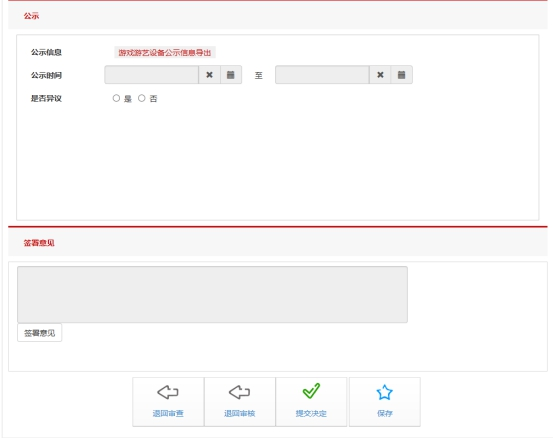 公示
公示信息 游戏游艺设备公示信息导出
公示时间 至
是否异议 是 否
签署意见
签署意见
退回审查 退回审核 提交决定 保存